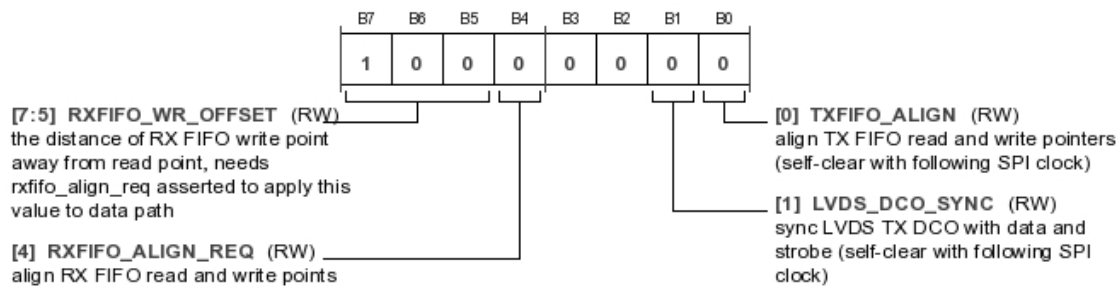 B7 B6 B5 B4 B3 B2 B1 B0
1 0 0 0 0 0 0 0
[7:5] RXFIFO_WR_OFFSET (RW)
the distance of RX FIFO write point
away from read point, needs
rxfifo_align_req asserted to apply this
value to data path
[4] RXFIFO_ALIGN_REQ (RW)
align RX FIFO read and write points
[0] TXFIFO_ALIGN (RW)
align TX FIFO read and write pointers
(self-clear with following SPI clock)
[1] LVDS_DCO_SYNC (RW)
sync LVDS TX DCO with data and
strobe (self-clear with following SPI
clock)